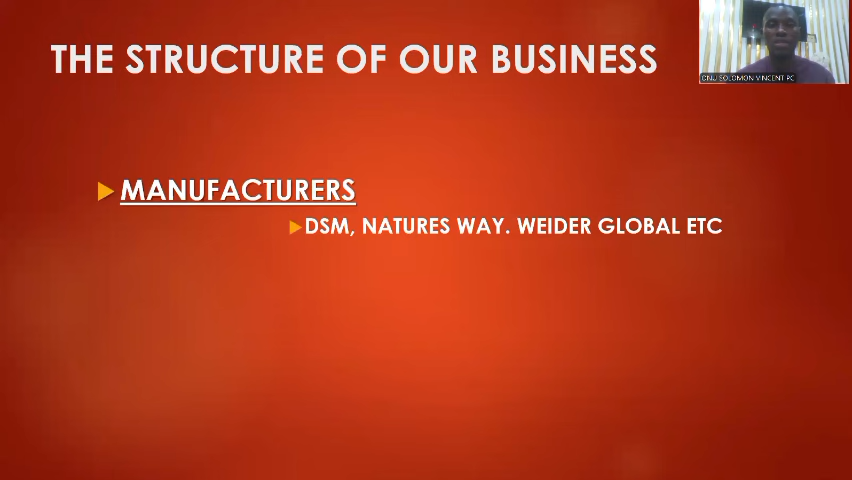 THE STRUCTURE OF OUR BUSINESS
MANUFACTURERS
DSM, NATURES WAY. WEIDER GLOBAL ETC
SOLOMON VINCENT PC